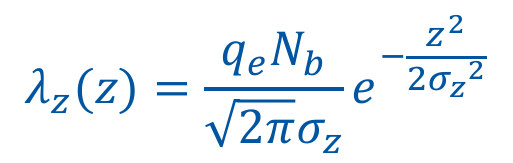 λ_z(z) = \frac{q_e N_b}{\sqrt{2π}σ_z} e^{-\frac{z^2}{2σ_z^2}}